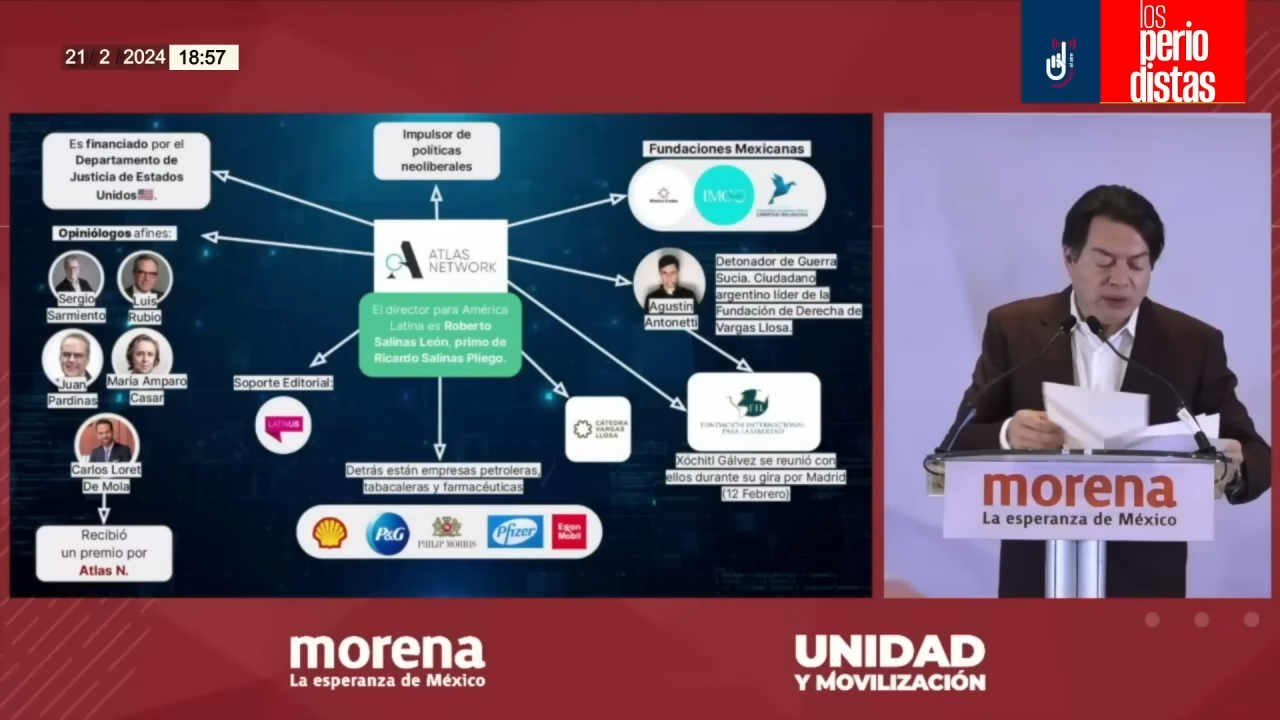 21 / 2 / 2024 18:57
los
perio
distas
Es financiado por el
Departamento de
Justicia de Estados
Unidos🇺🇸.
Impulsor de
políticas
neoliberales
Fundaciones Mexicanas
IMCO
LIBERTAD RELIGIOSA
Opiniólogos afines:
Sergio
Sarmiento
Luis
Rubio
Juan
Pardinas
María Amparo
Casar
Carlos Loret
De Mola
Recibió
un premio por
Atlas N.
ATLAS
NETWORK
El director para América
Latina es Roberto
Salinas León, primo de
Ricardo Salinas Pliego.
Agustín
Antonetti
Detonador de Guerra
Sucia. Ciudadano
argentino líder de la
Fundación de Derecha de
Vargas Llosa.
Soporte Editorial:
LATINUS
CÁTEDRA
VARGAS
LLOSA
FIL
FUNDACIÓN INTERNACIONAL
PARA LA LIBERTAD
Xóchitl Gálvez se reunió con
ellos durante su gira por Madrid
(12 Febrero)
Detrás están empresas petroleras,
tabacaleras y farmacéuticas
P&G
PHILIP MORRIS
Pfizer
Exxon
Mobil
morena
La esperanza de México
morena
La esperanza de México
UNIDAD
Y MOVILIZACIÓN